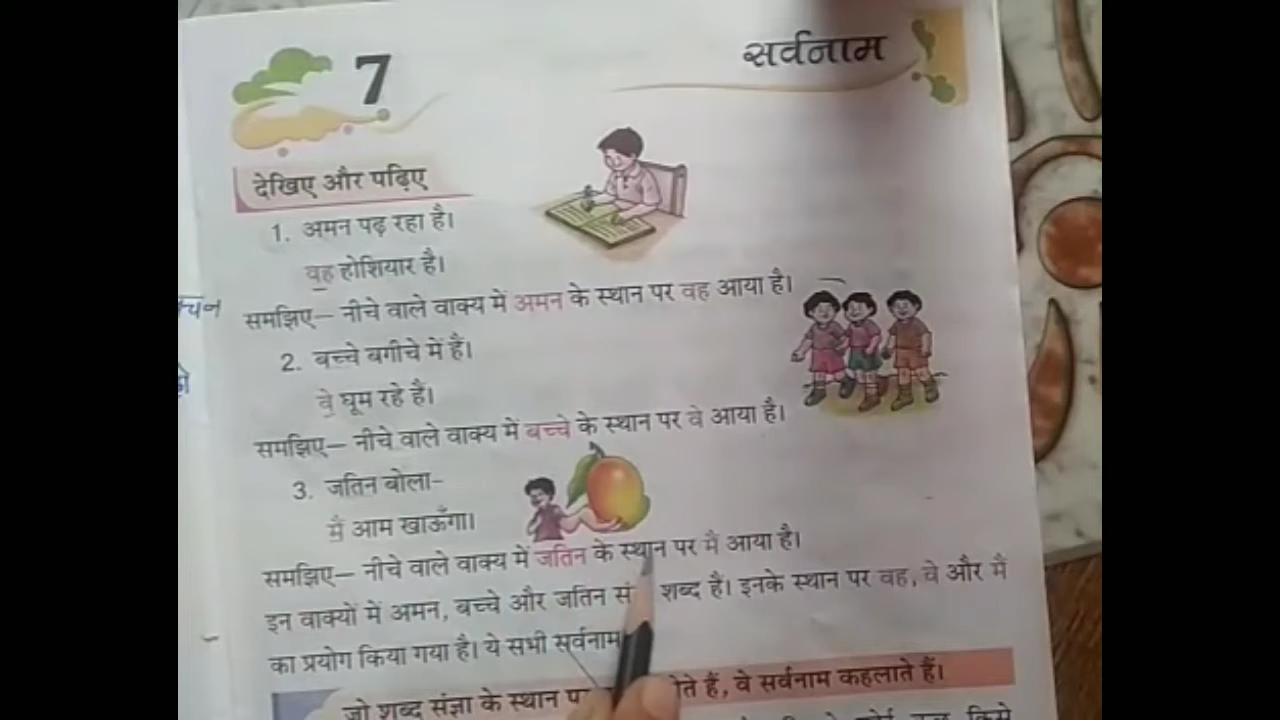 7
सर्वनाम
देखिए और पढ़िए
1. अमन पढ़ रहा है।
वह होशियार है।
समझिए– नीचे वाले वाक्य में अमन के स्थान पर वह आया है।
2. बच्चे बगीचे में हैं।
वे घूम रहे हैं।
समझिए– नीचे वाले वाक्य में बच्चे के स्थान पर वे आया है।
3. जतिन बोला–
मैं आम खाऊँगा।
समझिए– नीचे वाले वाक्य में जतिन के स्थान पर मैं आया है।
इन वाक्यों में अमन, बच्चे और जतिन शब्द हैं। इनके स्थान पर वह, वे और मैं
का प्रयोग किया गया है। ये सभी सर्वनाम
जो शब्द संज्ञा के स्थान हैं, वे सर्वनाम कहलाते हैं।